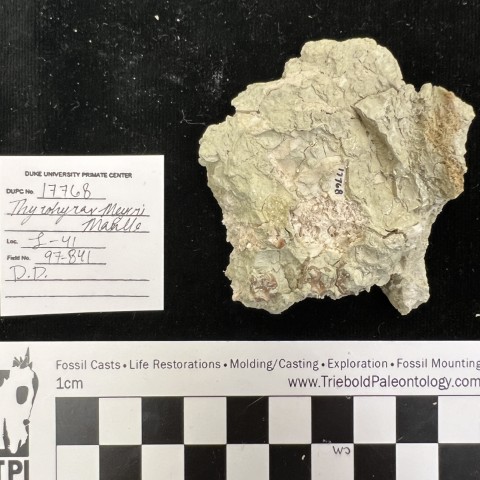 DUKE UNIVERSITY PRIMATE CENTER
DUPC No. 17768
Thyrohyrax Meyeri
Maxilla
Loc. L-41
Field No. 97-841
D.D.
17768
Fossil Casts • Life Restorations • Molding/Casting • Exploration • Fossil Mounting
1cm www.TrieboldPaleontology.com
TPI
CM